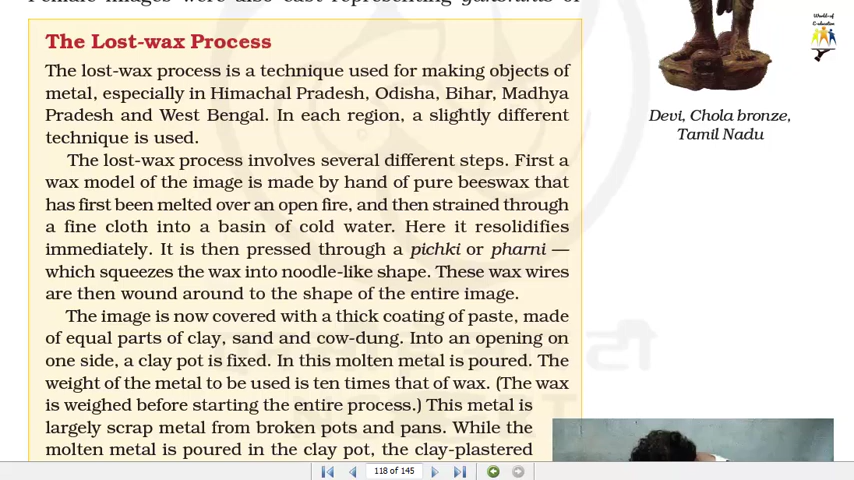 The Lost-wax Process
The lost-wax process is a technique used for making objects of
metal, especially in Himachal Pradesh, Odisha, Bihar, Madhya
Pradesh and West Bengal. In each region, a slightly different
technique is used.
The lost-wax process involves several different steps. First a
wax model of the image is made by hand of pure beeswax that
has first been melted over an open fire, and then strained through
a fine cloth into a basin of cold water. Here it resolidifies
immediately. It is then pressed through a pichki or pharni —
which squeezes the wax into noodle-like shape. These wax wires
are then wound around to the shape of the entire image.
The image is now covered with a thick coating of paste, made
of equal parts of clay, sand and cow-dung. Into an opening on
one side, a clay pot is fixed. In this molten metal is poured. The
weight of the metal to be used is ten times that of wax. (The wax
is weighed before starting the entire process.) This metal is
largely scrap metal from broken pots and pans. While the
molten metal is poured in the clay pot, the clay-plastered
Devi, Chola bronze,
Tamil Nadu
World of
118 of 145